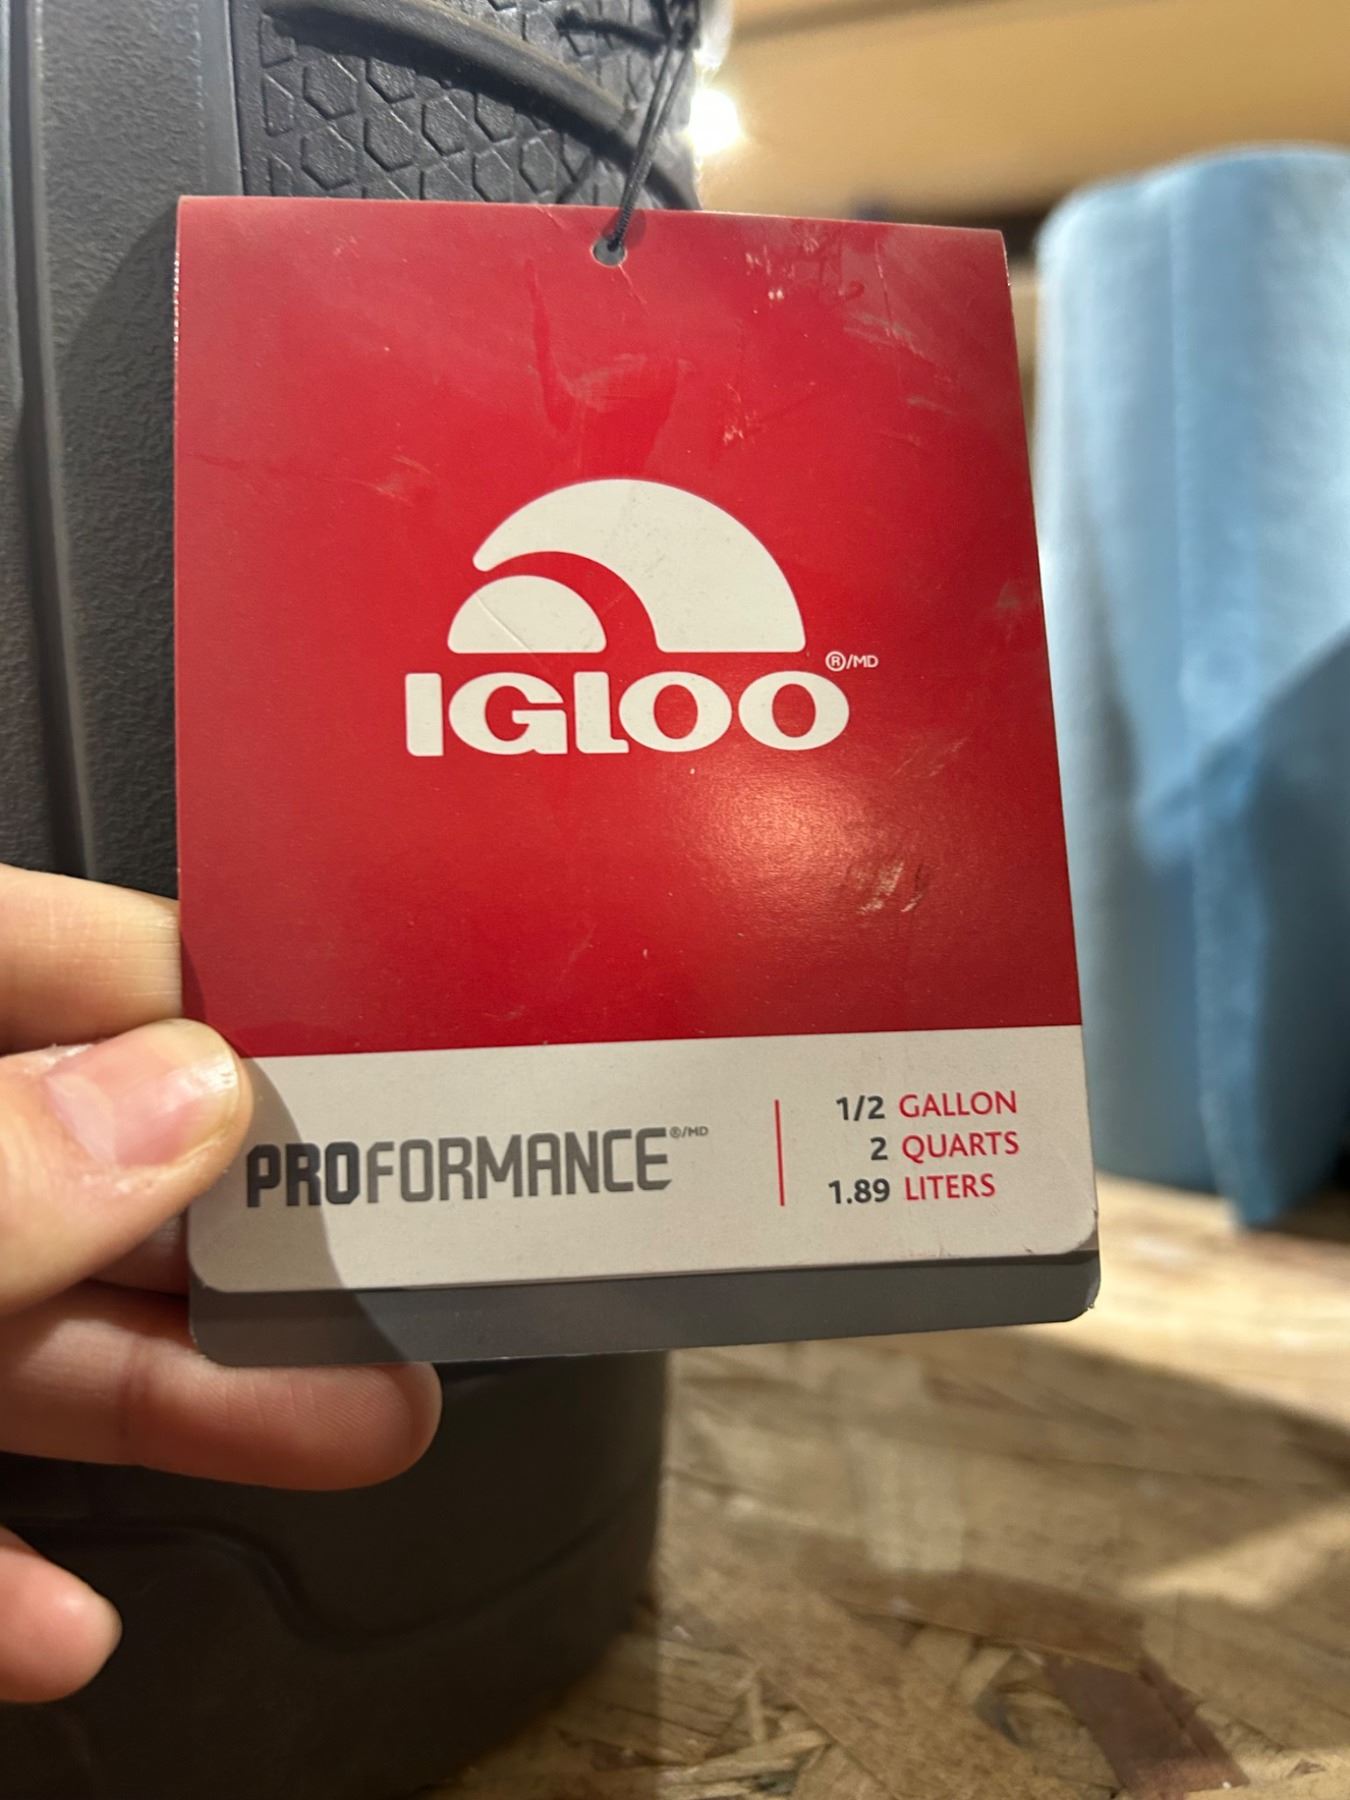 IGLOO®/MD
PROFORMANCE®/MD
1/2 GALLON
2 QUARTS
1.89 LITERS